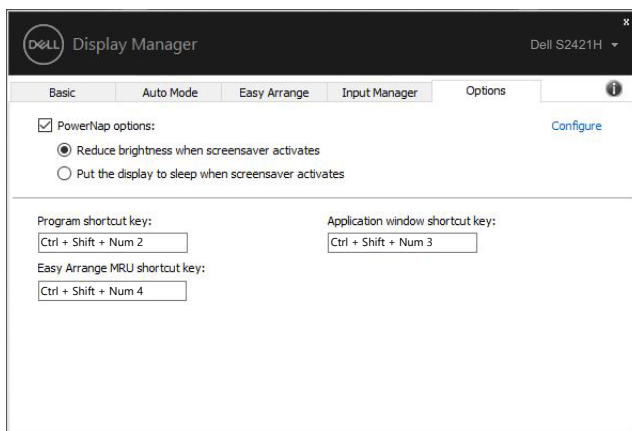 x
DELL Display Manager Dell S2421H
Basic Auto Mode Easy Arrange Input Manager Options i
PowerNap options: Configure
Reduce brightness when screensaver activates
Put the display to sleep when screensaver activates
Program shortcut key: Application window shortcut key:
Ctrl + Shift + Num 2 Ctrl + Shift + Num 3
Easy Arrange MRU shortcut key:
Ctrl + Shift + Num 4